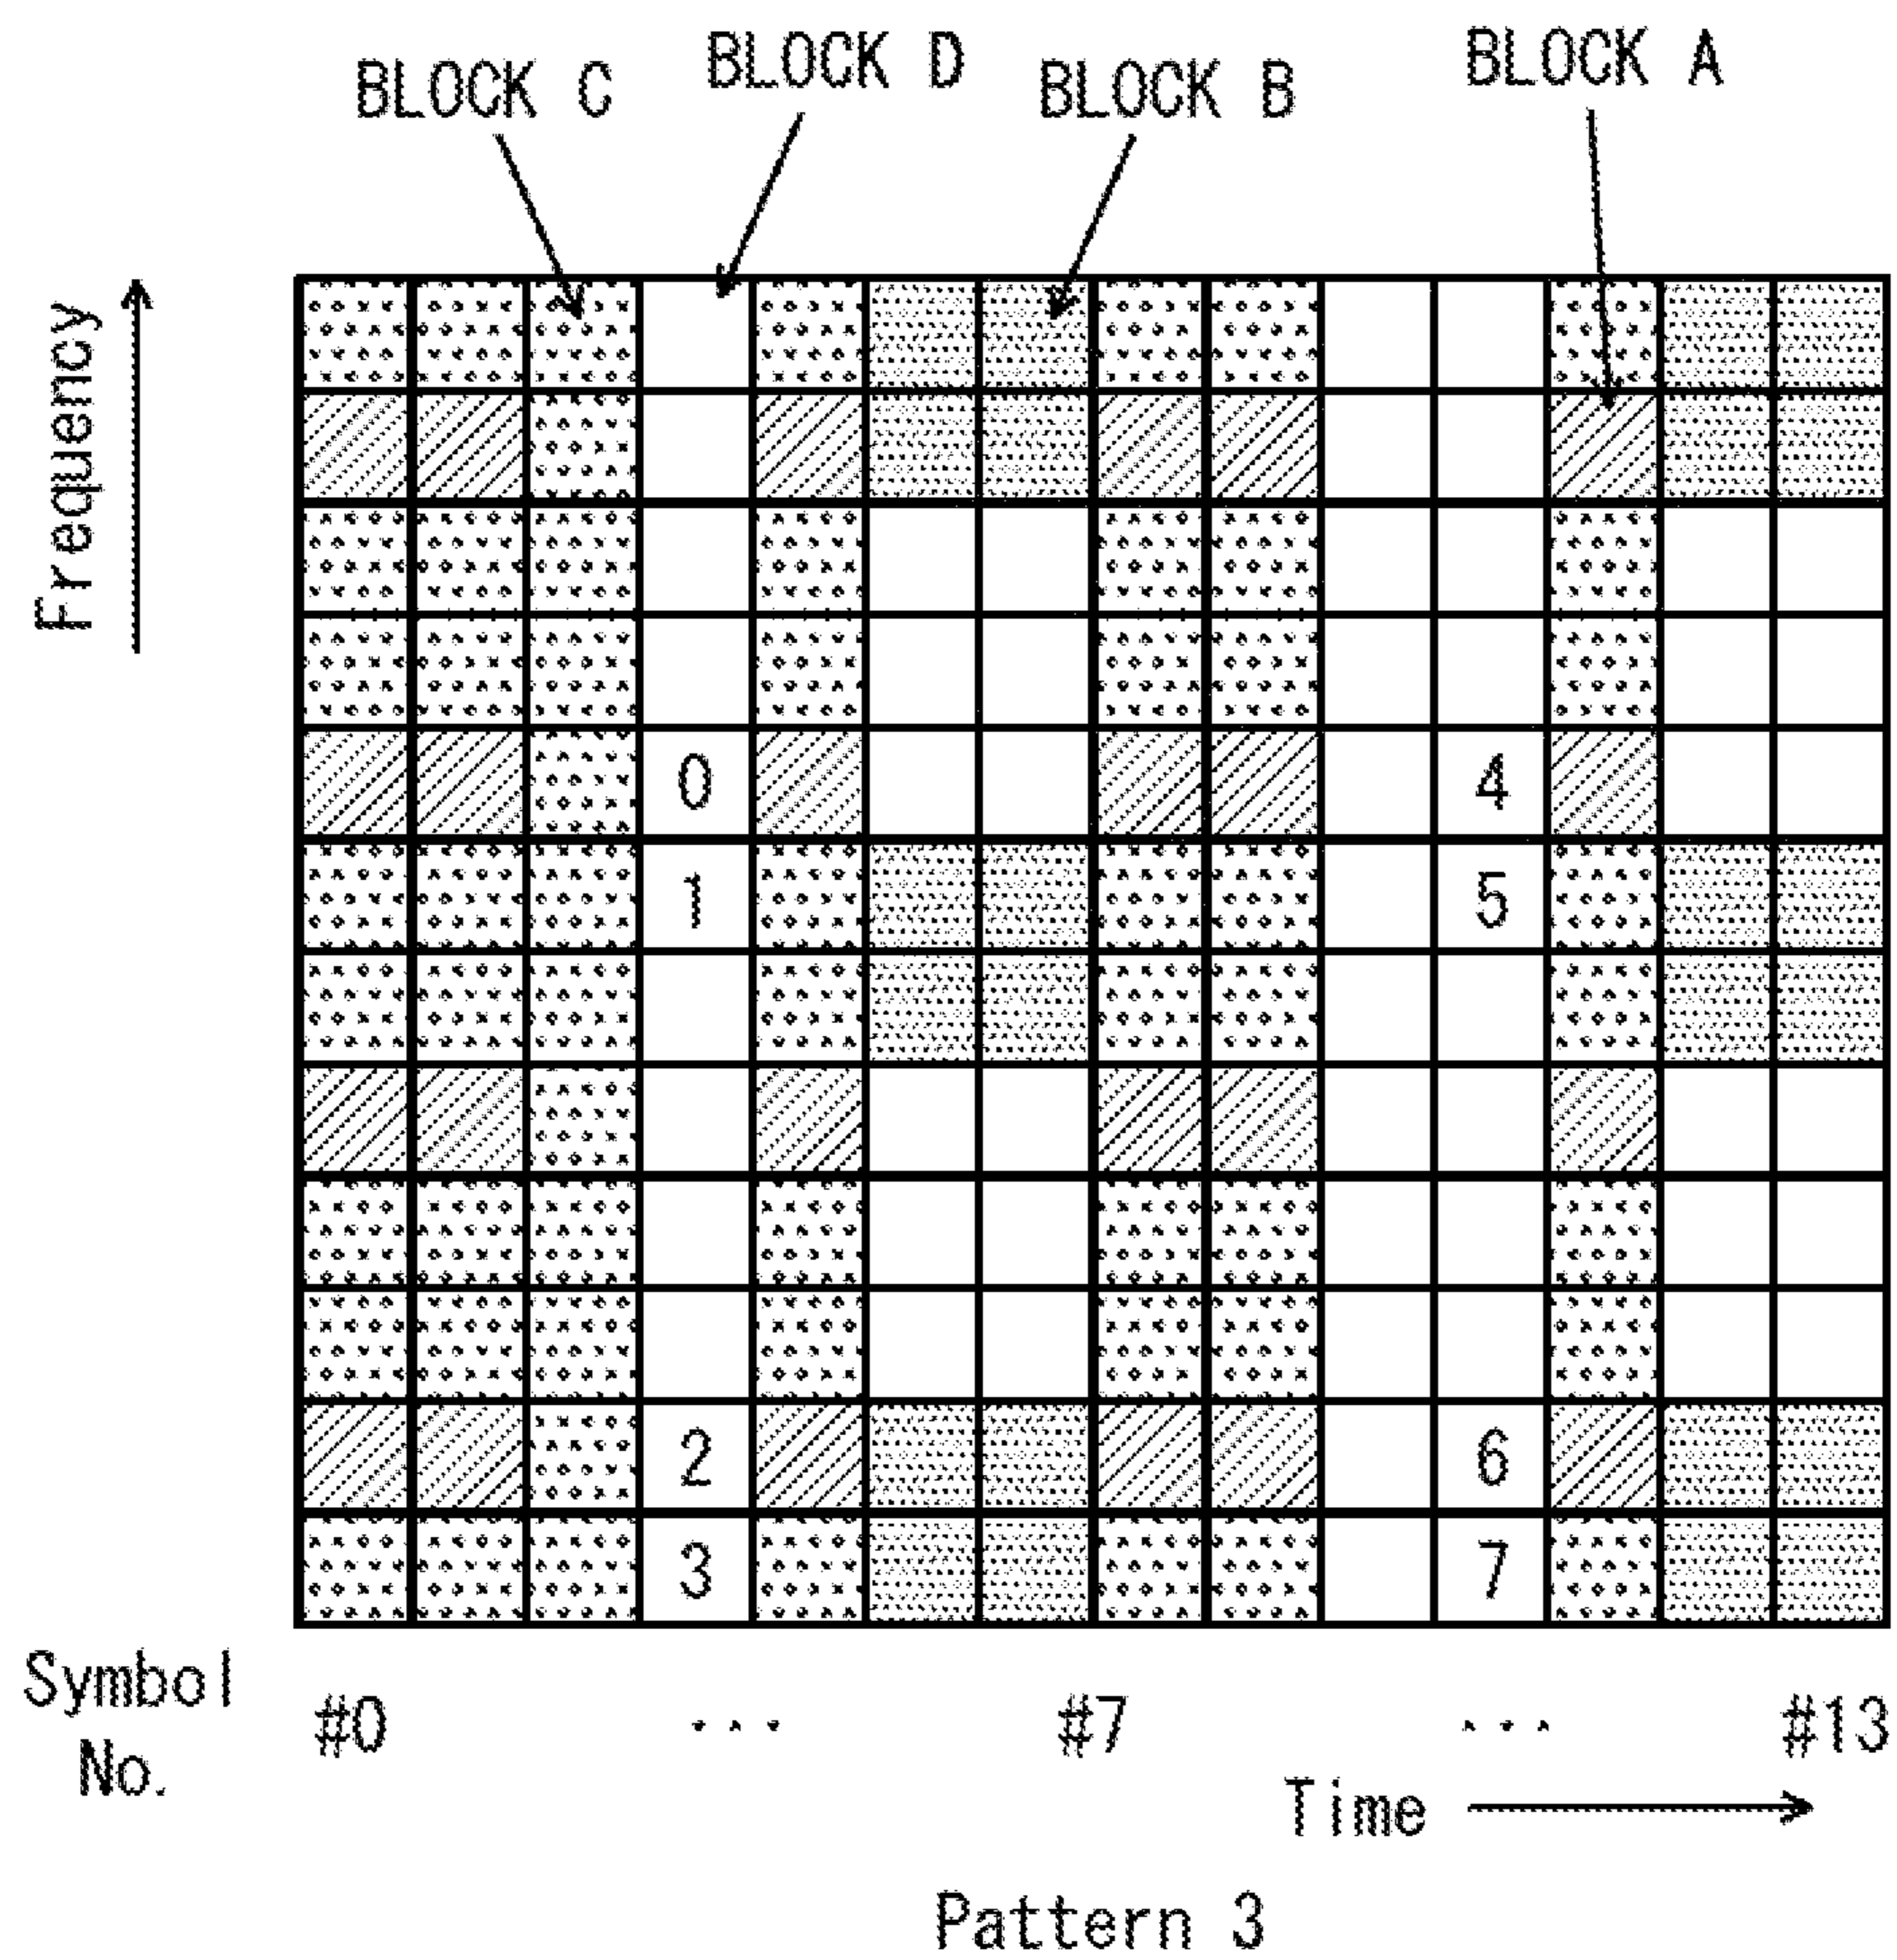 BLOCK C BLOCK D BLOCK B BLOCK A
Frequency
0 4
1 5
2 6
3 7
Symbol No.
#0 ... #7 ... #13
Time
Pattern 3